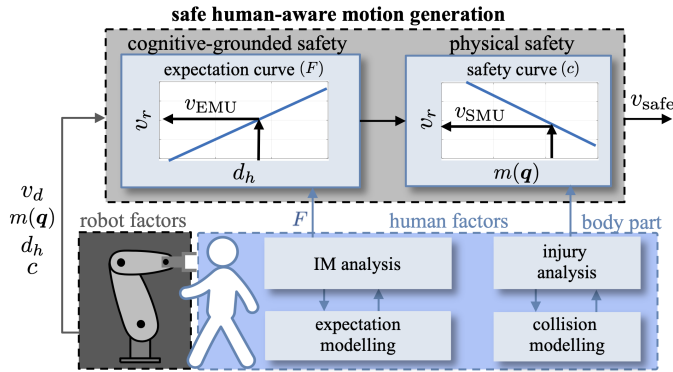 safe human-aware motion generation
cognitive-grounded safety
physical safety
expectation curve (F)
v_r
v_EMU
d_h
safety curve (c)
v_r
v_SMU
m(q)
v_safe
v_d
m(q)
d_h
c
robot factors
F
human factors
body part
IM analysis
expectation
modelling
injury
analysis
collision
modelling